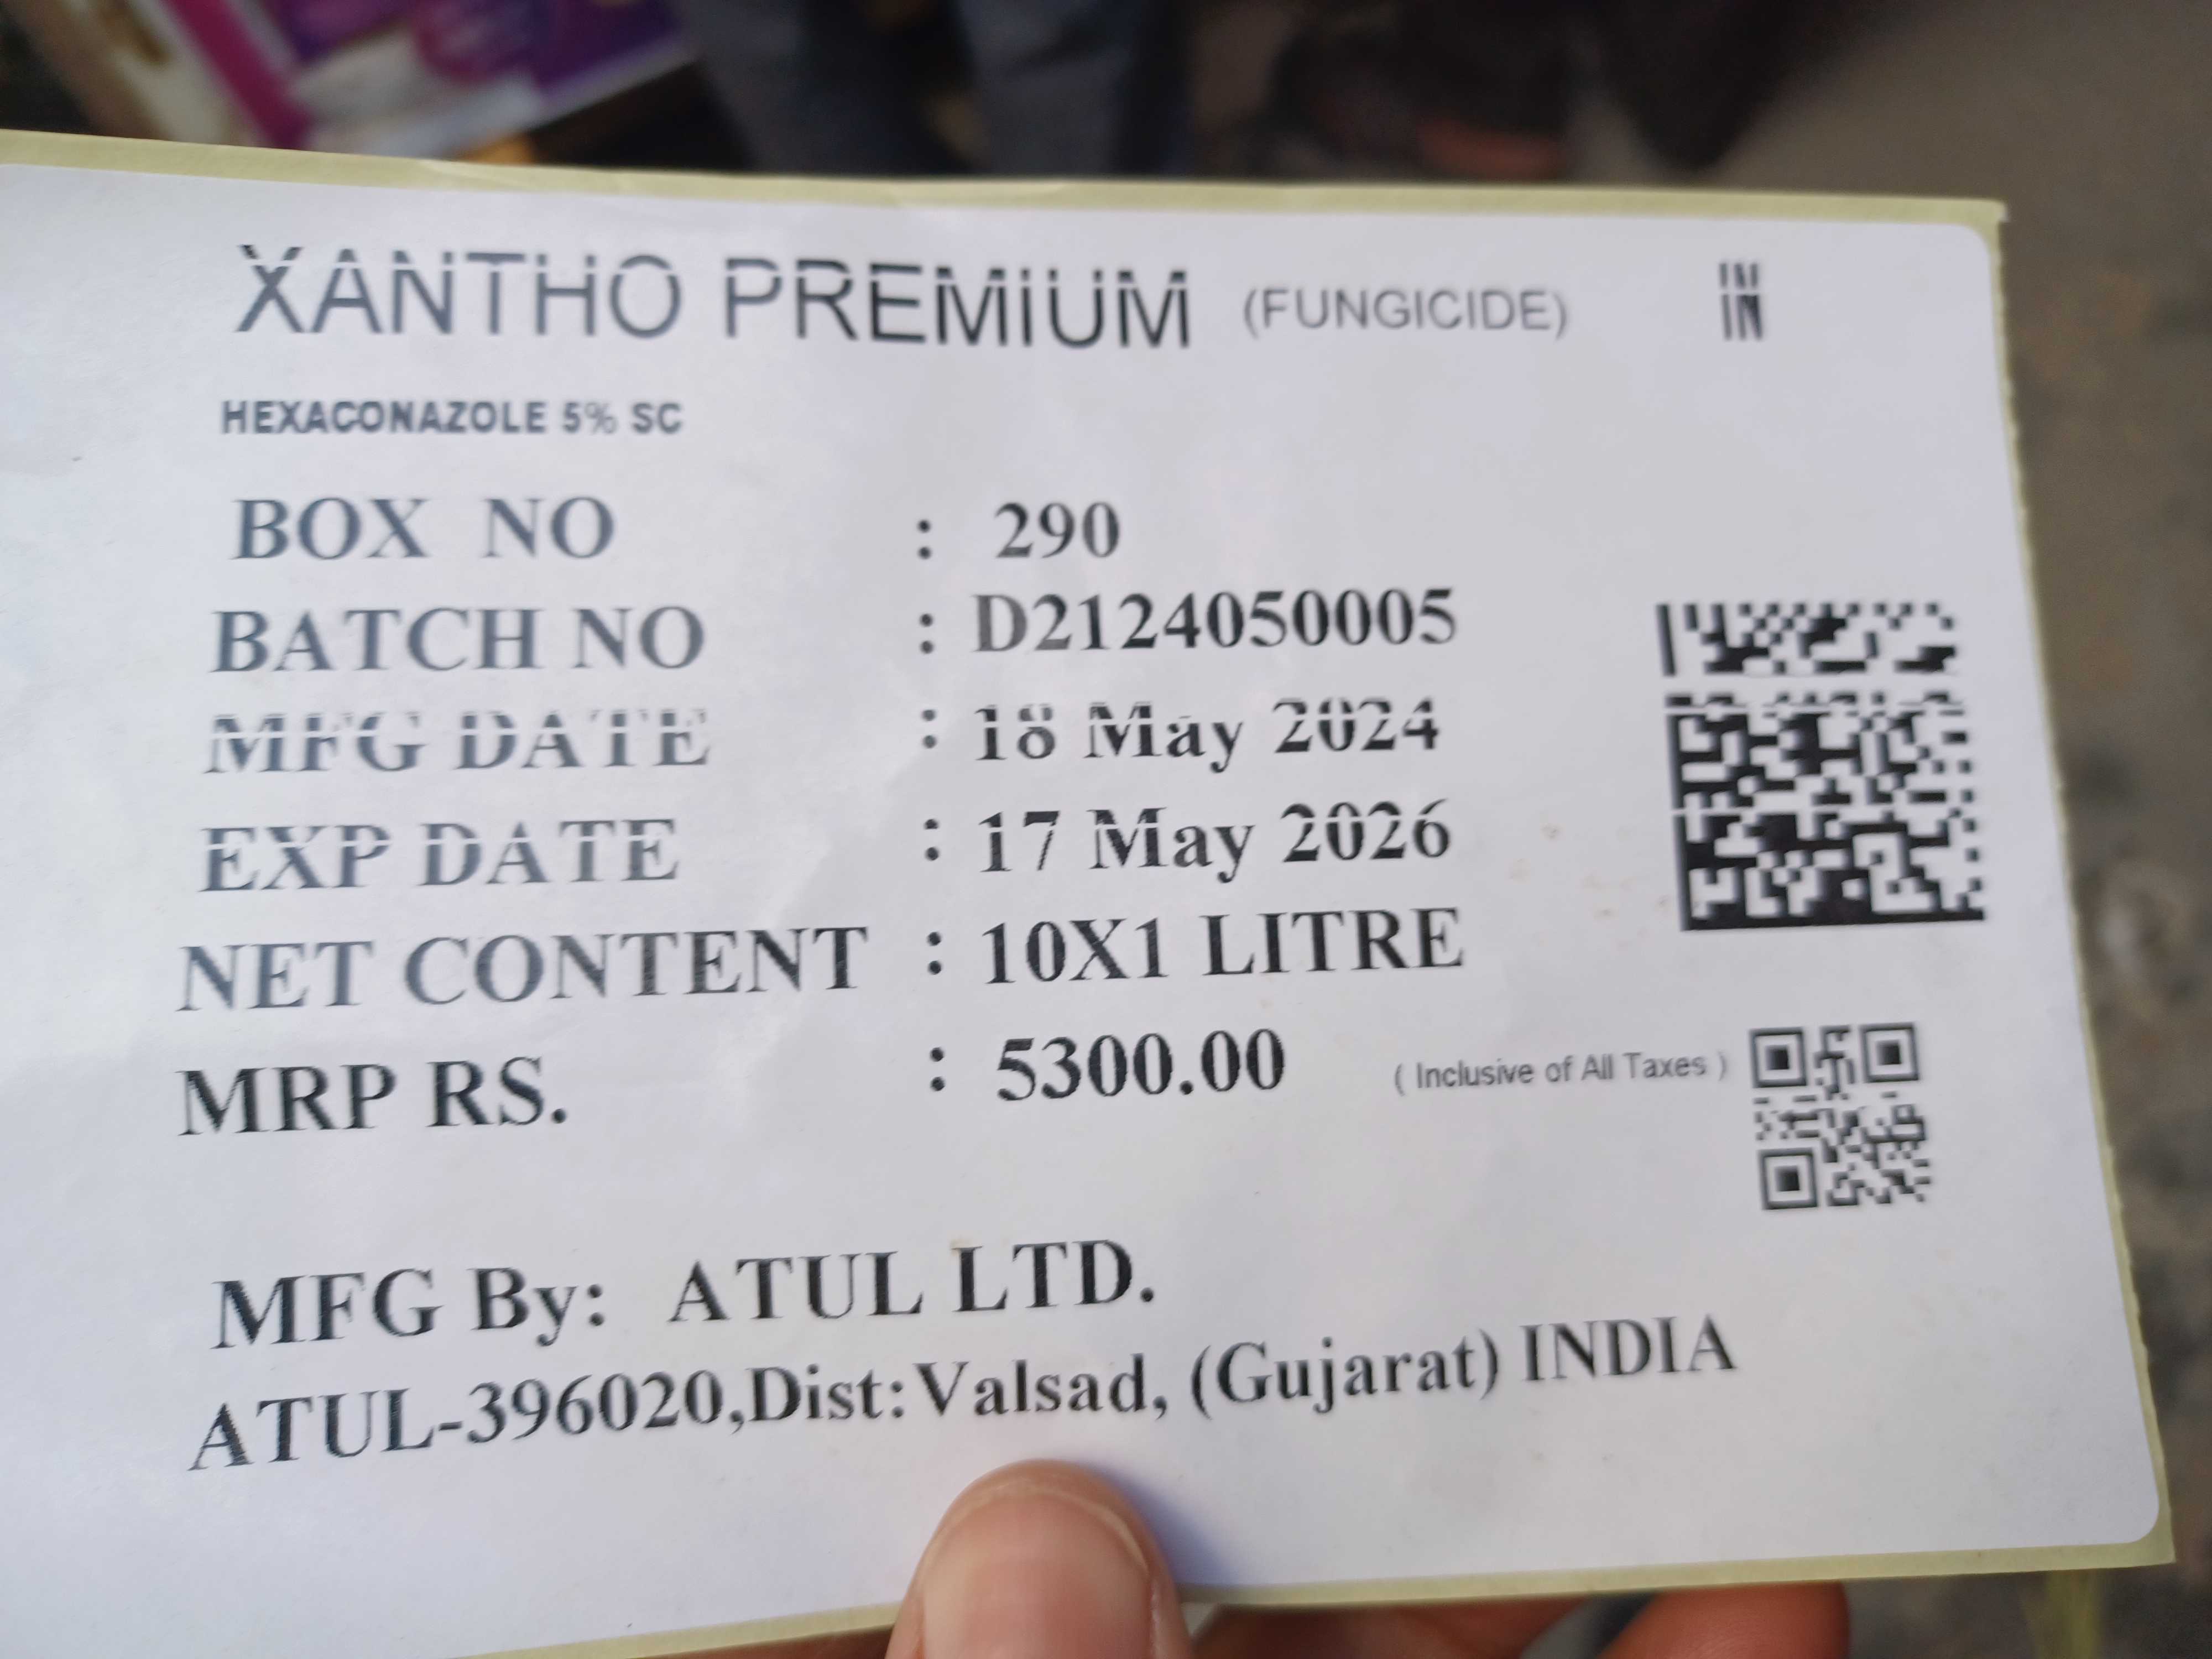 XANTHO PREMIUM (FUNGICIDE) IN
HEXACONAZOLE 5% SC
BOX NO : 290
BATCH NO : D2124050005
MFG DATE : 18 May 2024
EXP DATE : 17 May 2026
NET CONTENT : 10X1 LITRE
MRP RS. : 5300.00 ( Inclusive of All Taxes )
MFG By: ATUL LTD.
ATUL-396020,Dist:Valsad, (Gujarat) INDIA